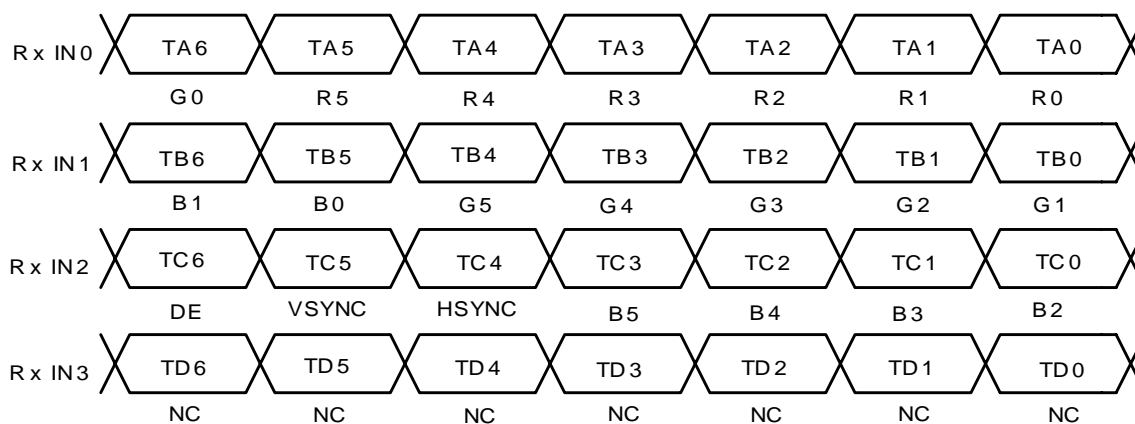 Rx IN0 TA6 TA5 TA4 TA3 TA2 TA1 TA0
G0 R5 R4 R3 R2 R1 R0
Rx IN1 TB6 TB5 TB4 TB3 TB2 TB1 TB0
B1 B0 G5 G4 G3 G2 G1
Rx IN2 TC6 TC5 TC4 TC3 TC2 TC1 TC0
DE VSYNC HSYNC B5 B4 B3 B2
Rx IN3 TD6 TD5 TD4 TD3 TD2 TD1 TD0
NC NC NC NC NC NC NC